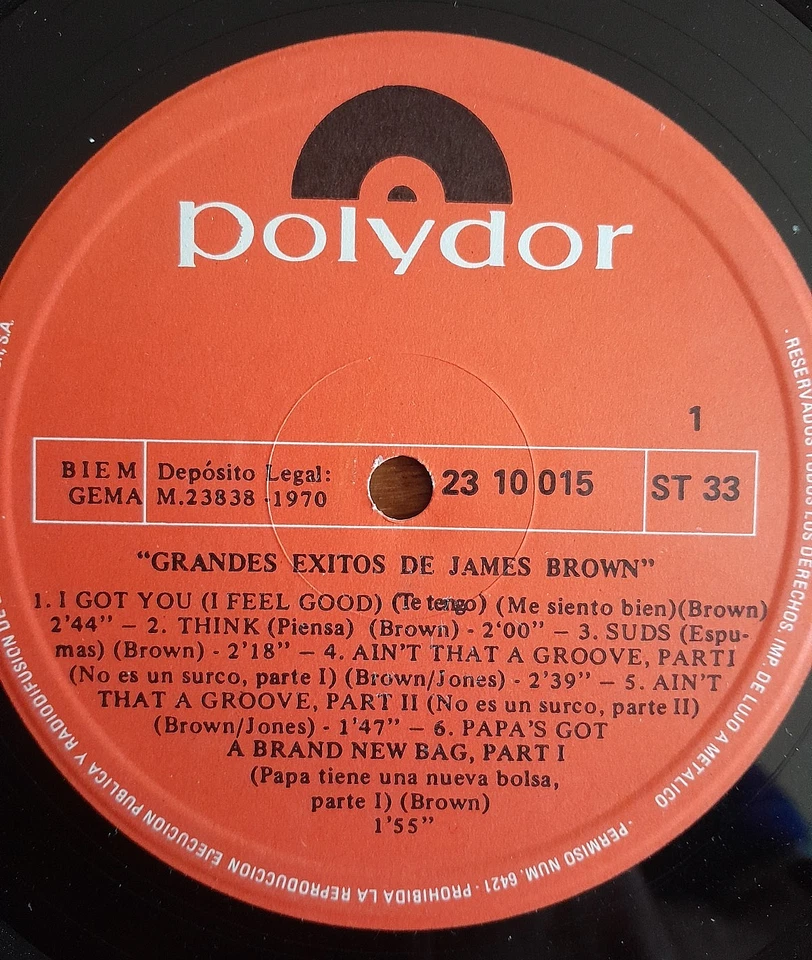 polydor
1
BIEM
GEMA
Depósito Legal:
M.23838-1970
23 10 015
ST 33
"GRANDES EXITOS DE JAMES BROWN"
1. I GOT YOU (I FEEL GOOD) (Te tengo) (Me siento bien)(Brown)
2'44" – 2. THINK (Piensa) (Brown) - 2'00" – 3. SUDS (Espu-
mas) (Brown) - 2'18" – 4. AIN'T THAT A GROOVE, PART I
(No es un surco, parte I) (Brown/Jones) - 2'39" – 5. AIN'T
THAT A GROOVE, PART II (No es un surco, parte II)
(Brown/Jones) - 1'47" – 6. PAPA'S GOT
A BRAND NEW BAG, PART I
(Papa tiene una nueva bolsa,
parte I) (Brown)
1'55"
· RESERVADOS TODOS LOS DERECHOS IMP. DE LUJO A METALICO
· PERMISO NUM. 6421 · PROHIBIDA LA REPRODUCCION EJECUCION PUBLICA Y RADIODIFUSION DE
S.A.